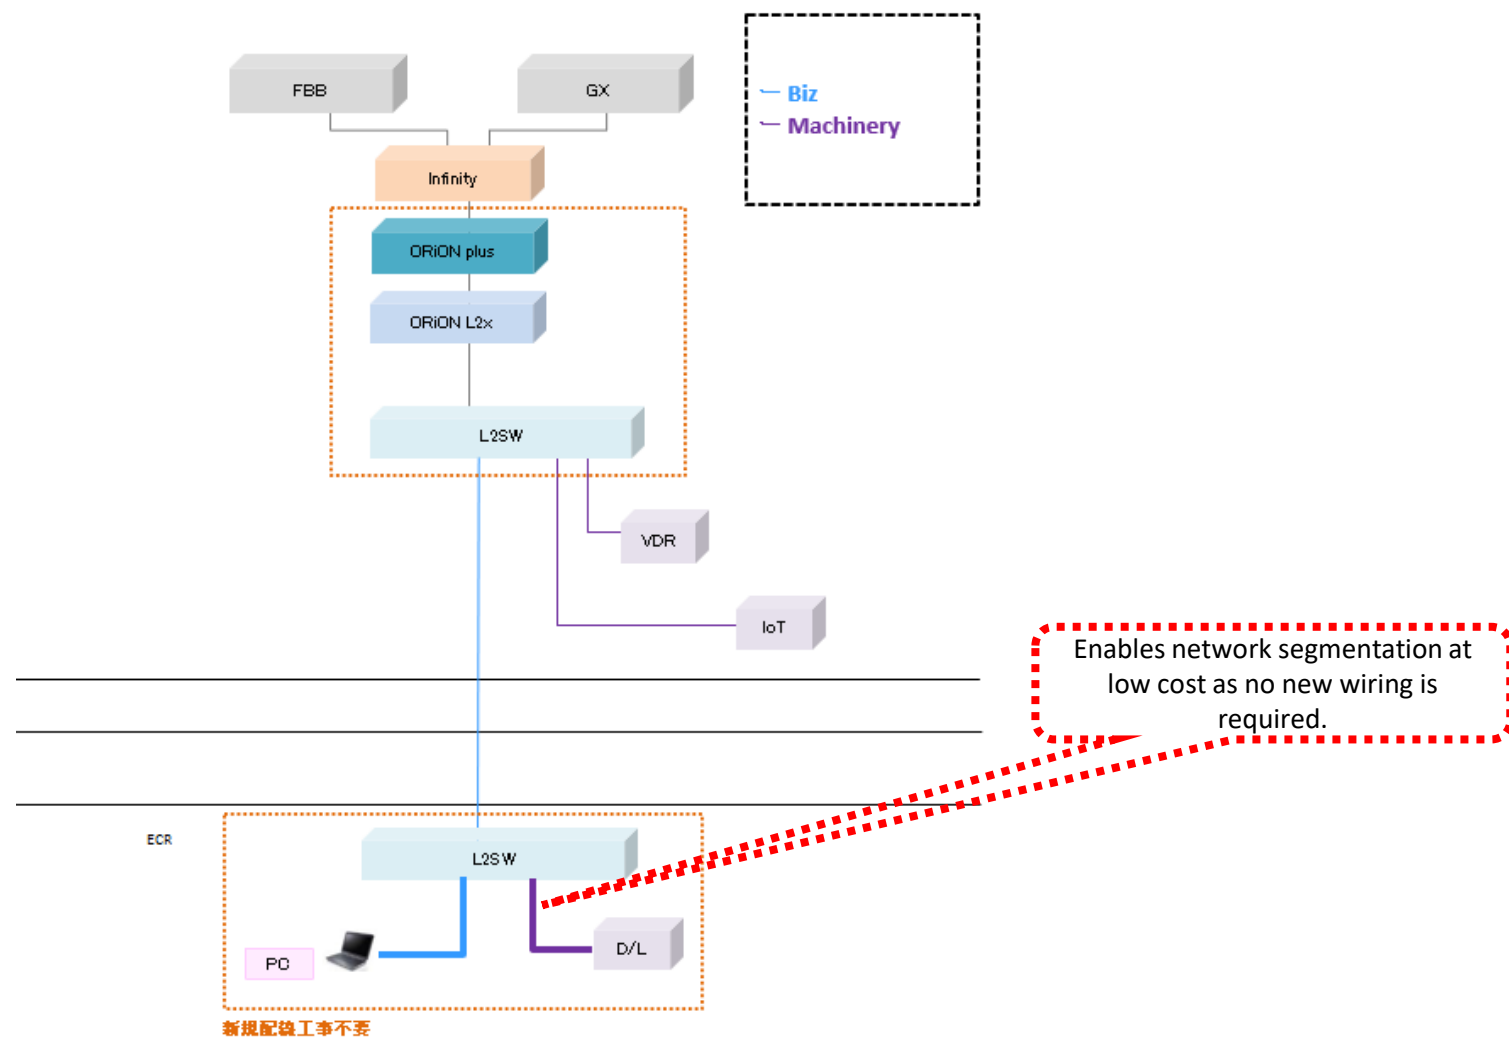 FBB
GX
Biz
Machinery
Infinity
ORiON plus
ORiON L2x
L2SW
VDR
IoT
Enables network segmentation at
low cost as no new wiring is
required.
ECR
L2SW
PC
D/L
新規配線工事不要